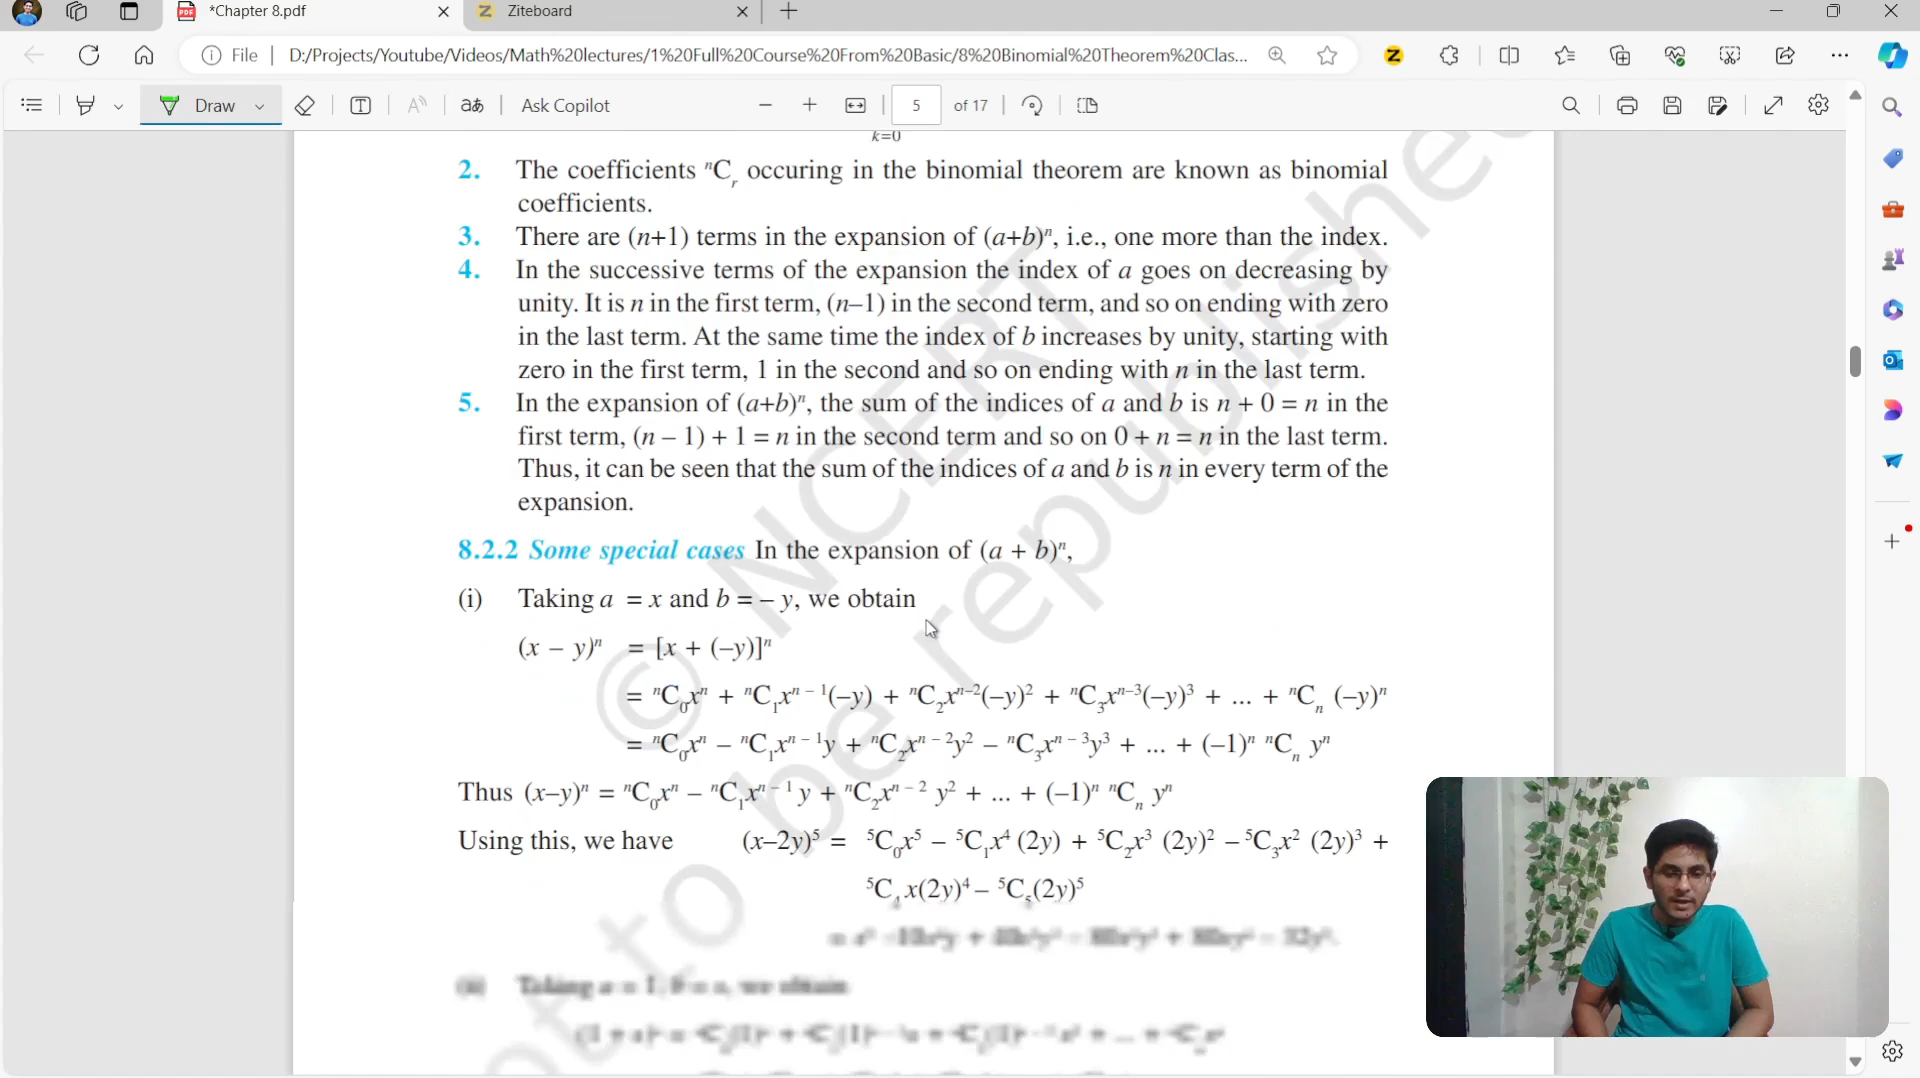 *Chapter 8.pdf
Ziteboard
File D:/Projects/Youtube/Videos/Math%20lectures/1%20Full%20Course%20From%20Basic/8%20Binomial%20Theorem%20Clas...
Draw aあ Ask Copilot 5 of 17
k=0
2. The coefficients ⁿCᵣ occuring in the binomial theorem are known as binomial
coefficients.
3. There are (n+1) terms in the expansion of (a+b)ⁿ, i.e., one more than the index.
4. In the successive terms of the expansion the index of a goes on decreasing by
unity. It is n in the first term, (n–1) in the second term, and so on ending with zero
in the last term. At the same time the index of b increases by unity, starting with
zero in the first term, 1 in the second and so on ending with n in the last term.
5. In the expansion of (a+b)ⁿ, the sum of the indices of a and b is n + 0 = n in the
first term, (n – 1) + 1 = n in the second term and so on 0 + n = n in the last term.
Thus, it can be seen that the sum of the indices of a and b is n in every term of the
expansion.
8.2.2 Some special cases In the expansion of (a + b)ⁿ,
(i) Taking a = x and b = – y, we obtain
(x – y)ⁿ = [x + (–y)]ⁿ
= ⁿC₀xⁿ + ⁿC₁xⁿ⁻¹(–y) + ⁿC₂xⁿ⁻²(–y)² + ⁿC₃xⁿ⁻³(–y)³ + ... + ⁿCₙ (–y)ⁿ
= ⁿC₀xⁿ – ⁿC₁xⁿ⁻¹y + ⁿC₂xⁿ⁻²y² – ⁿC₃xⁿ⁻³y³ + ... + (–1)ⁿ ⁿCₙ yⁿ
Thus (x–y)ⁿ = ⁿC₀xⁿ – ⁿC₁xⁿ⁻¹ y + ⁿC₂xⁿ⁻² y² + ... + (–1)ⁿ ⁿCₙ yⁿ
Using this, we have (x–2y)⁵ = ⁵C₀x⁵ – ⁵C₁x⁴ (2y) + ⁵C₂x³ (2y)² – ⁵C₃x² (2y)³ +
⁵C₄ x(2y)⁴ – ⁵C₅(2y)⁵
Taking a = 1, b = x, we obtain
© NCERT
to be republished